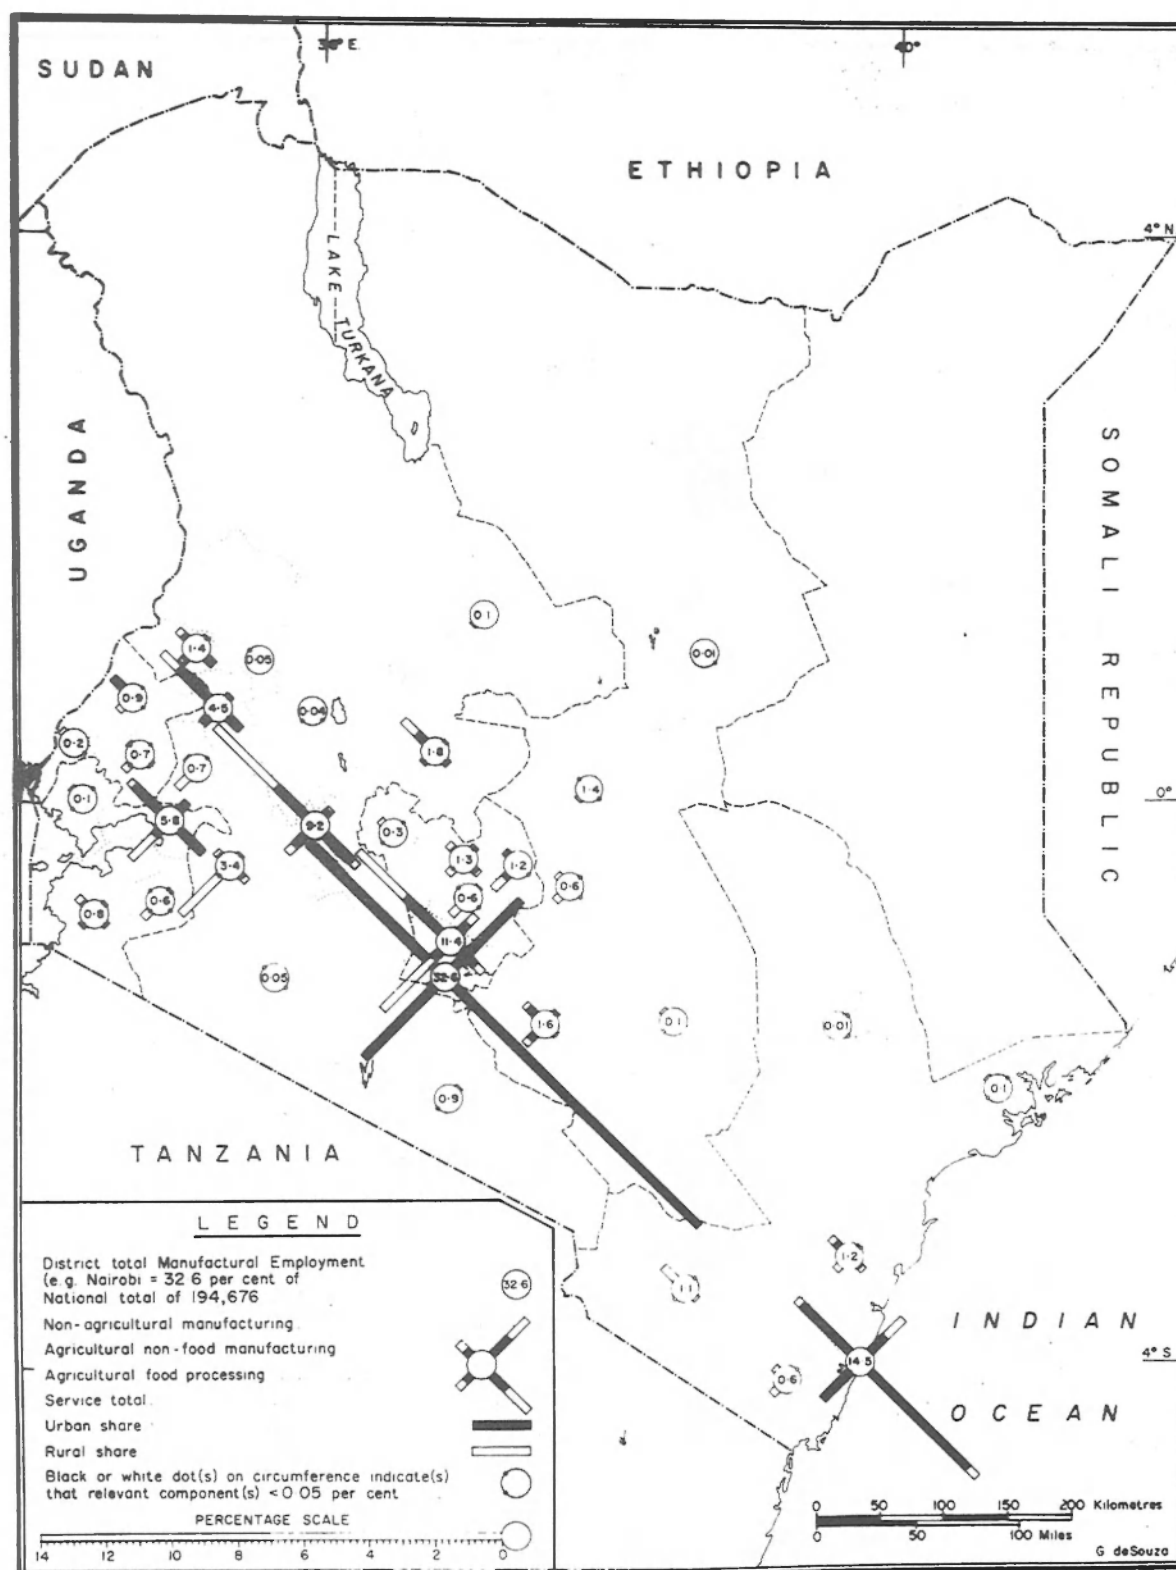 36° E.
40°
SUDAN
ETHIOPIA
4° N
LAKE
TURKANA
UGANDA
SOMALI REPUBLIC
0·1
0·01
1·4
0·05
0·9
4·5
0·04
0·2
0·7
0·7
1·8
0·1
1·4
0°
5·8
9·2
0·3
3·4
1·3
1·2
0·6
0·8
0·6
0·6
11·4
0·05
32·6
1·6
0·1
0·01
0·9
0·1
TANZANIA
1·2
1·1
14·5
0·6
INDIAN
4° S
OCEAN
LEGEND
District total Manufactural Employment
(e.g. Nairobi = 32 6 per cent of
National total of 194,676
32·6
Non-agricultural manufacturing
Agricultural non-food manufacturing
Agricultural food processing
Service total
Urban share
Rural share
Black or white dot(s) on circumference indicate(s)
that relevant component(s) <0 05 per cent
PERCENTAGE SCALE
14 12 10 8 6 4 2 0
0 50 100 150 200 Kilometres
0 50 100 Miles
G deSouza